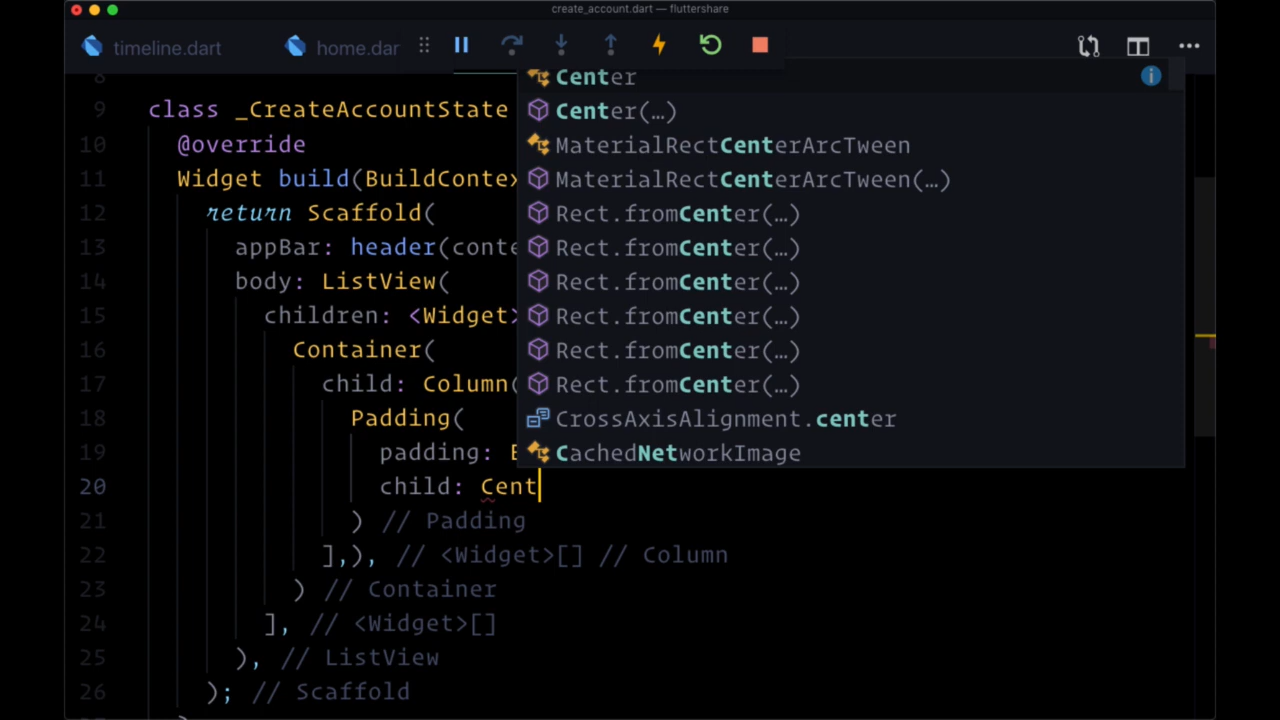 create_account.dart — fluttershare
timeline.dart
home.dar
8
9 class _CreateAccountState
10 @override
11 Widget build(BuildContex
12 return Scaffold(
13 appBar: header(conte
14 body: ListView(
15 children: <Widget>
16 Container(
17 child: Column(
18 Padding(
19 padding: E
20 child: Cent
21 ) // Padding
22 ],), // <Widget>[] // Column
23 ) // Container
24 ], // <Widget>[]
25 ), // ListView
26 ); // Scaffold
Center
Center(…)
MaterialRectCenterArcTween
MaterialRectCenterArcTween(…)
Rect.fromCenter(…)
Rect.fromCenter(…)
Rect.fromCenter(…)
Rect.fromCenter(…)
Rect.fromCenter(…)
Rect.fromCenter(…)
CrossAxisAlignment.center
CachedNetworkImage